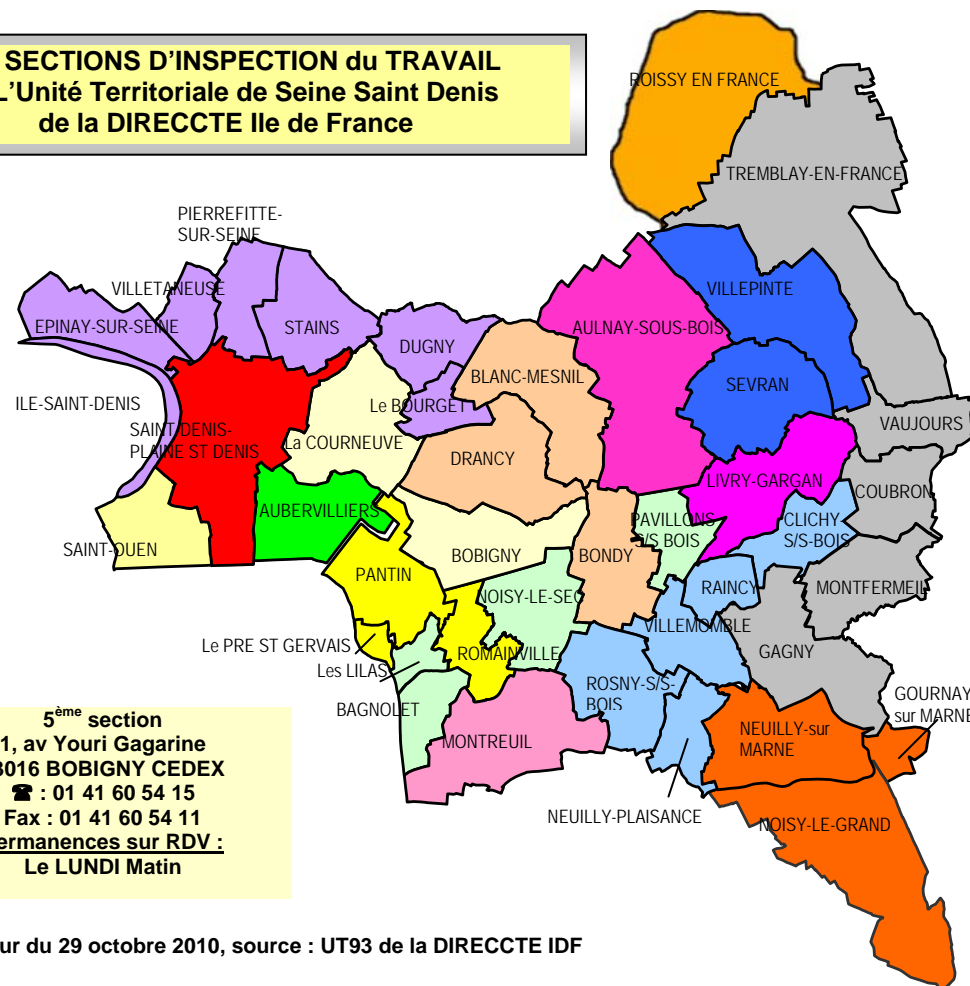 SECTIONS D'INSPECTION du TRAVAIL
L'Unité Territoriale de Seine Saint Denis
de la DIRECCTE Ile de France
ROISSY EN FRANCE
TREMBLAY-EN-FRANCE
PIERREFITTE-
SUR-SEINE
VILLETANEUSE
VILLEPINTE
EPINAY-SUR-SEINE
STAINS
AULNAY-SOUS-BOIS
DUGNY
BLANC-MESNIL
SEVRAN
ILE-SAINT-DENIS
Le BOURGET
VAUJOURS
SAINT-DENIS-
PLAINE ST DENIS
La COURNEUVE
DRANCY
LIVRY-GARGAN
COUBRON
AUBERVILLIERS
PAVILLONS
S/S BOIS
CLICHY-
S/S-BOIS
SAINT-OUEN
BOBIGNY
BONDY
PANTIN
RAINCY
MONTFERMEIL
NOISY-LE-SEC
VILLEMOMBLE
Le PRE ST GERVAIS
ROMAINVILLE
GAGNY
Les LILAS
ROSNY-S/S-
BOIS
GOURNAY
sur MARNE
BAGNOLET
MONTREUIL
NEUILLY-sur
MARNE
NEUILLY-PLAISANCE
NOISY-LE-GRAND
5ème section
1, av Youri Gagarine
3016 BOBIGNY CEDEX
☎ : 01 41 60 54 15
Fax : 01 41 60 54 11
ermanences sur RDV :
Le LUNDI Matin
ur du 29 octobre 2010, source : UT93 de la DIRECCTE IDF